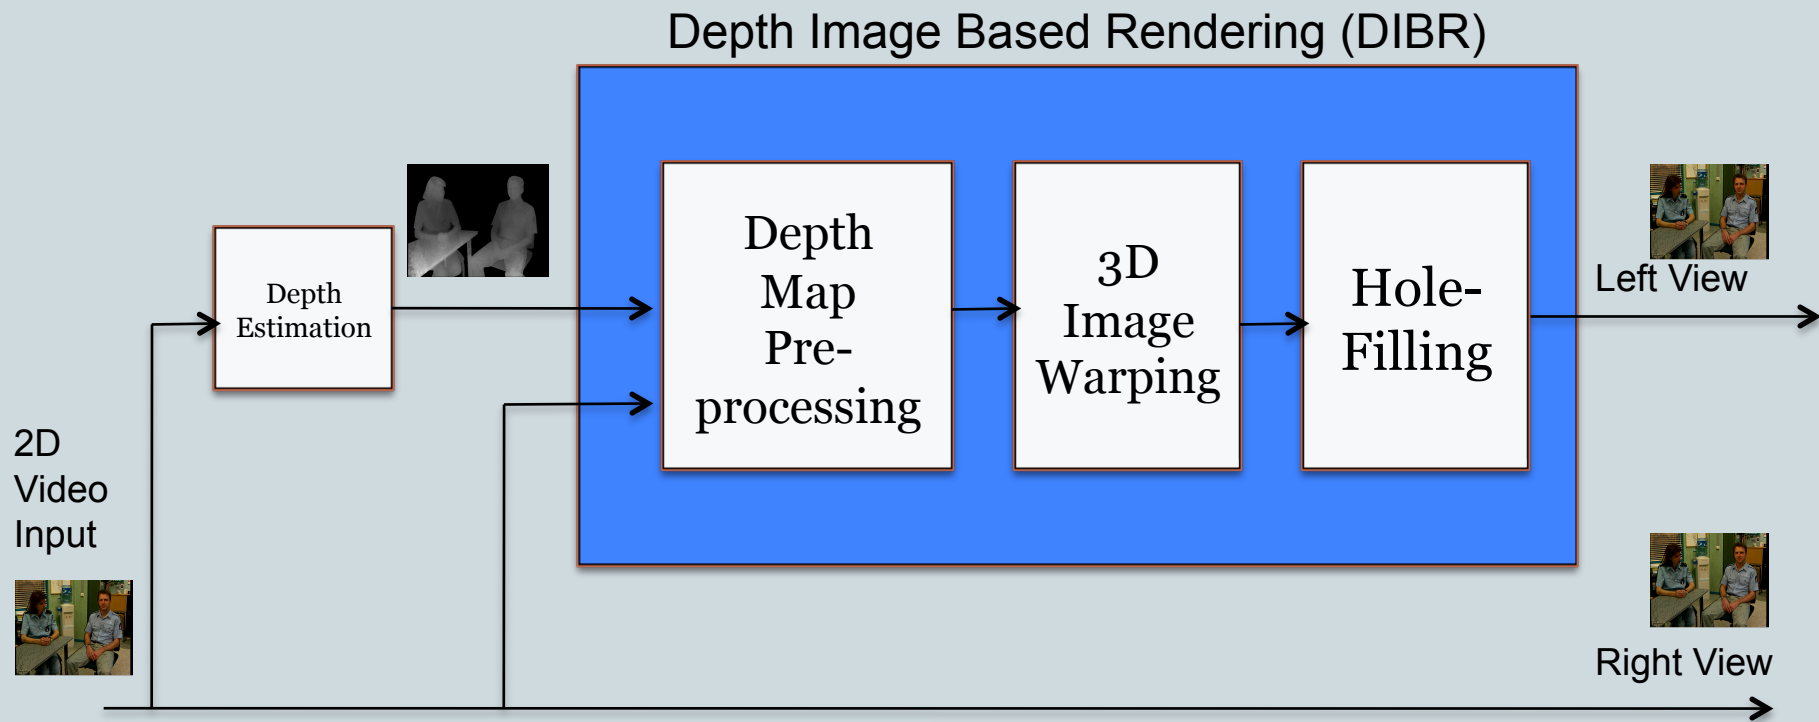 Depth Image Based Rendering (DIBR)
Depth
Estimation
Depth
Map
Pre-
processing
3D
Image
Warping
Hole-
Filling
Left View
2D
Video
Input
Right View